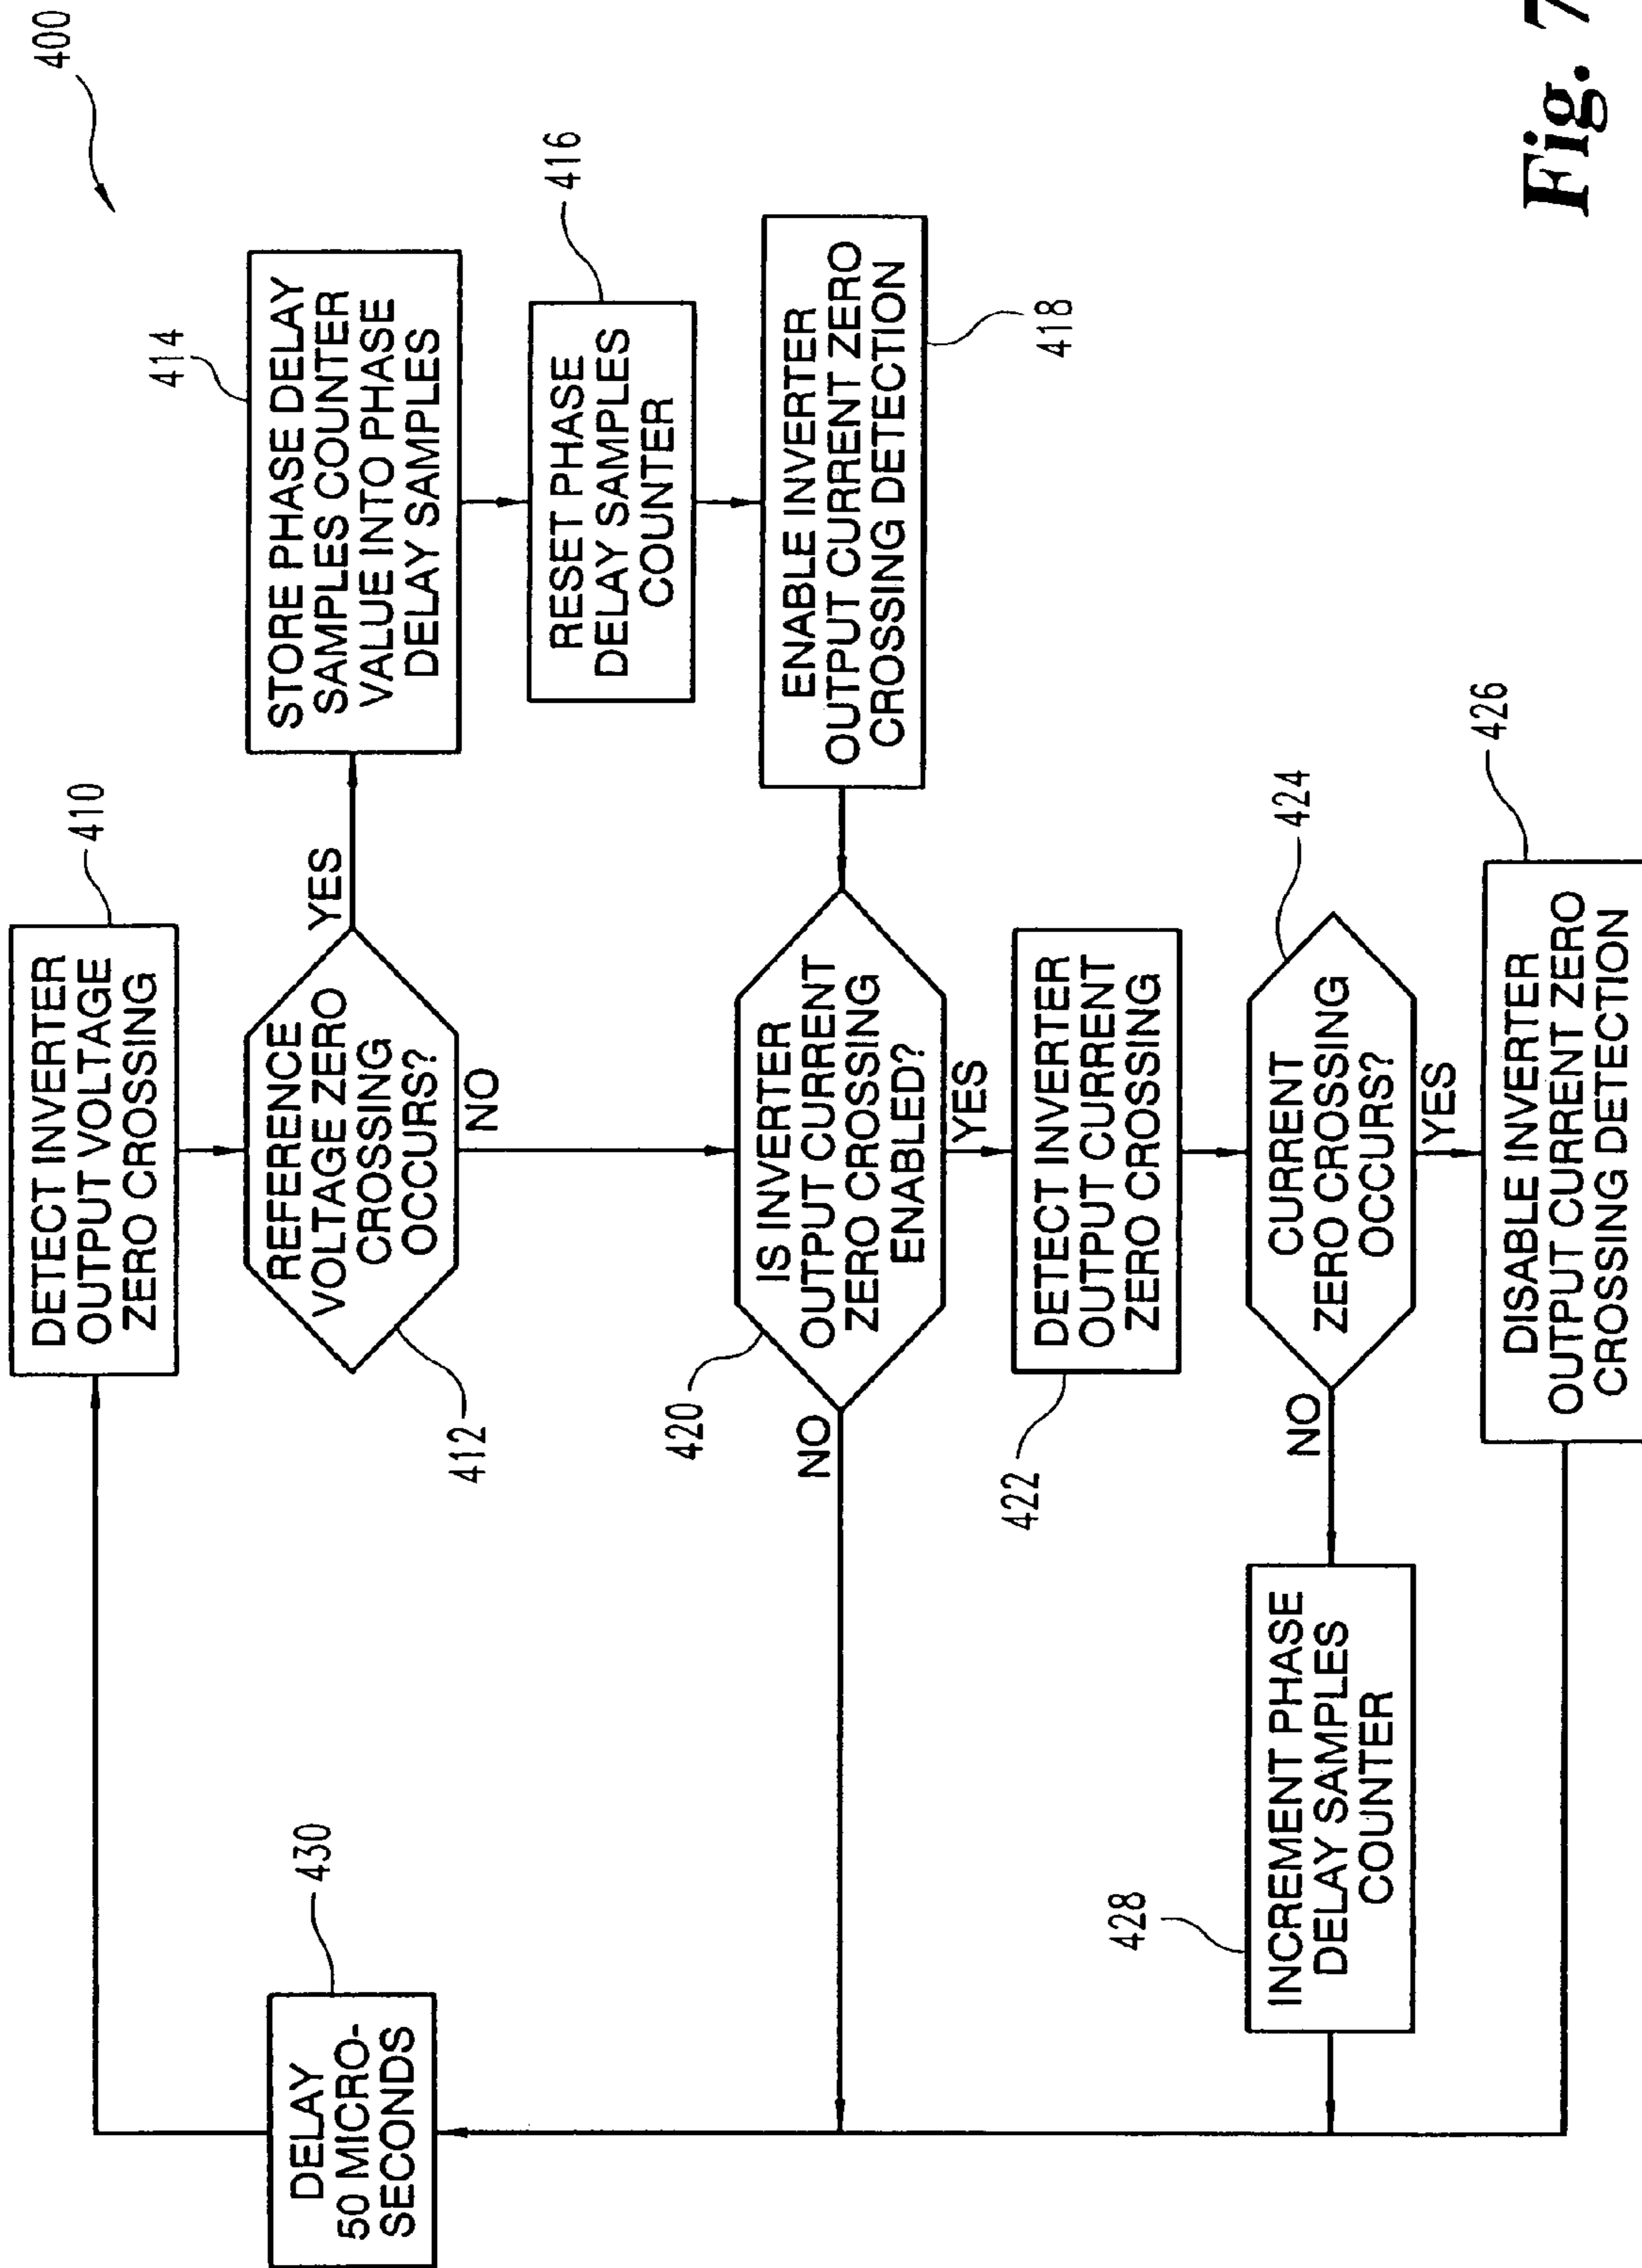 400
DETECT INVERTER
OUTPUT VOLTAGE
ZERO CROSSING
410
REFERENCE
VOLTAGE ZERO
CROSSING
OCCURS?
412
YES
NO
STORE PHASE DELAY
SAMPLES COUNTER
VALUE INTO PHASE
DELAY SAMPLES
414
RESET PHASE
DELAY SAMPLES
COUNTER
416
ENABLE INVERTER
OUTPUT CURRENT ZERO
CROSSING DETECTION
418
IS INVERTER
OUTPUT CURRENT
ZERO CROSSING
ENABLED?
420
NO
YES
DETECT INVERTER
OUTPUT CURRENT
ZERO CROSSING
422
CURRENT
ZERO CROSSING
OCCURS?
424
NO
YES
DISABLE INVERTER
OUTPUT CURRENT ZERO
CROSSING DETECTION
426
INCREMENT PHASE
DELAY SAMPLES
COUNTER
428
DELAY
50 MICRO-
SECONDS
430
Fig. 7